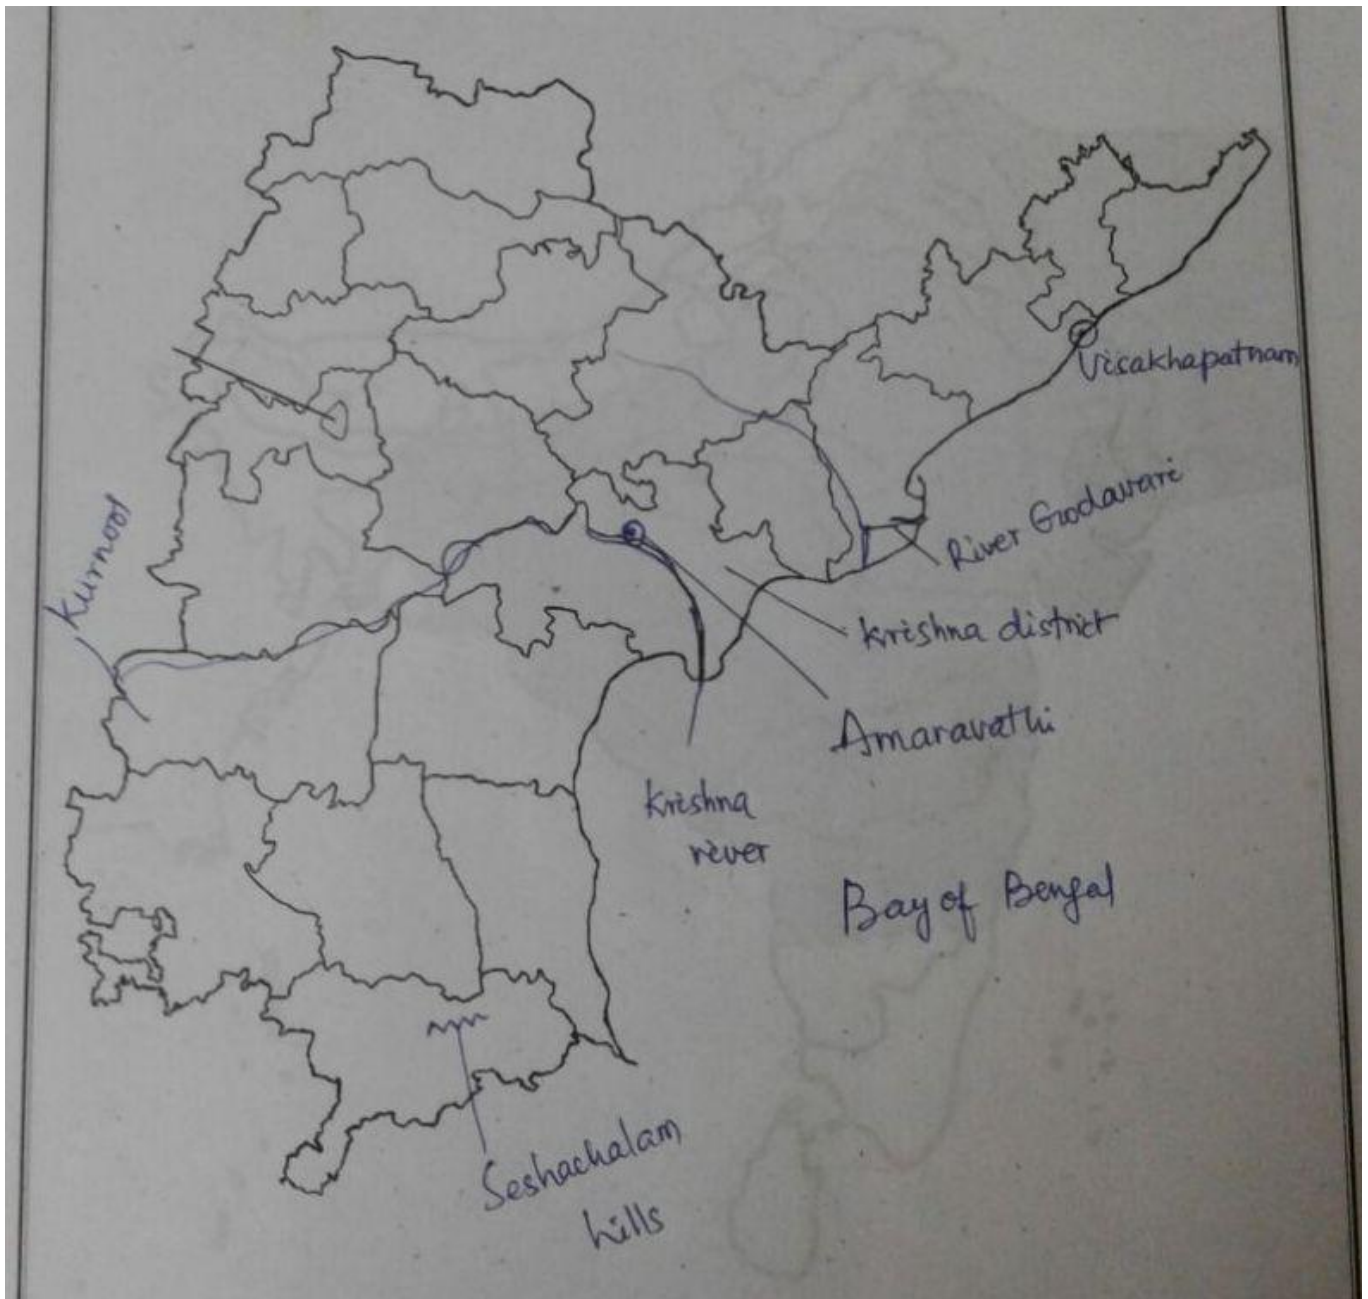 Visakhapatnam
River Godavari
Kurnool
Krishna district
Amaravathi
Krishna
river
Bay of Bengal
Seshachalam
hills